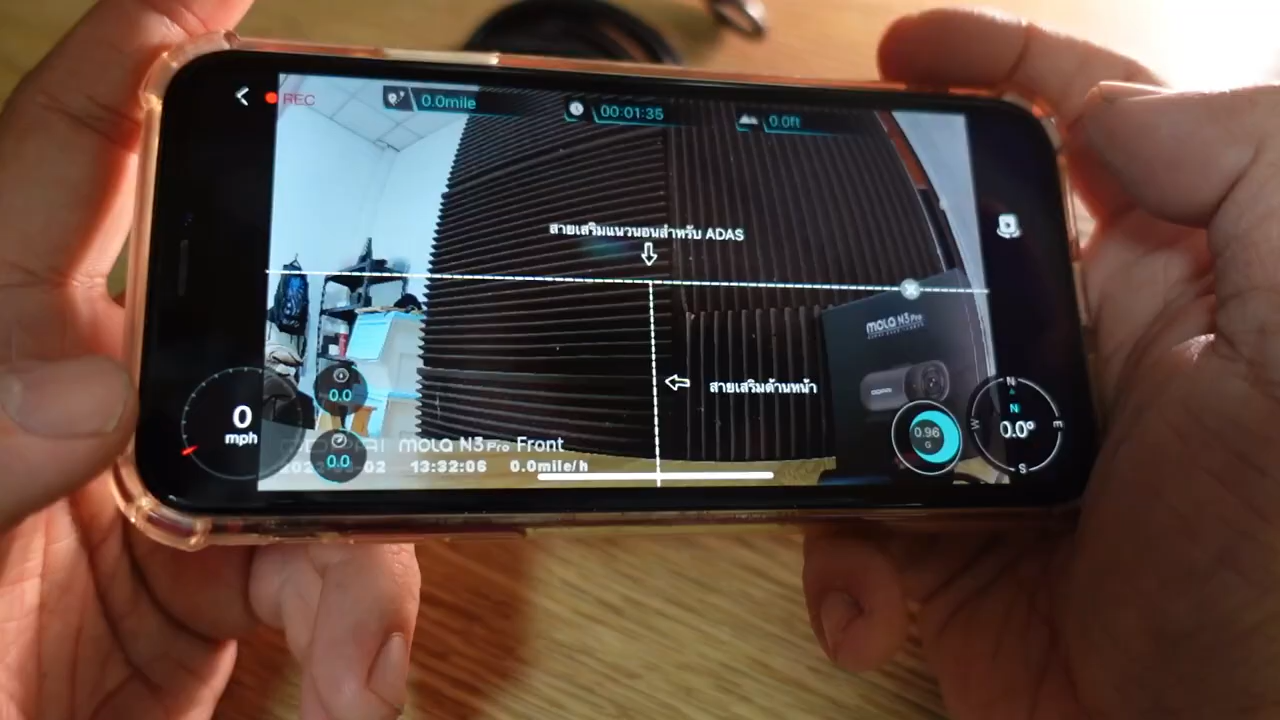 REC
0.0mile
00:01:35
0.0ft
สายเสริมแนวนอนสำหรับ ADAS
mola N3 Pro
สายเสริมด้านหน้า
0.0
0
mph
0.0
0.96
G
N
N
W
E
0.0°
S
mola N3 Pro Front
02 13:32:06 0.0mile/h